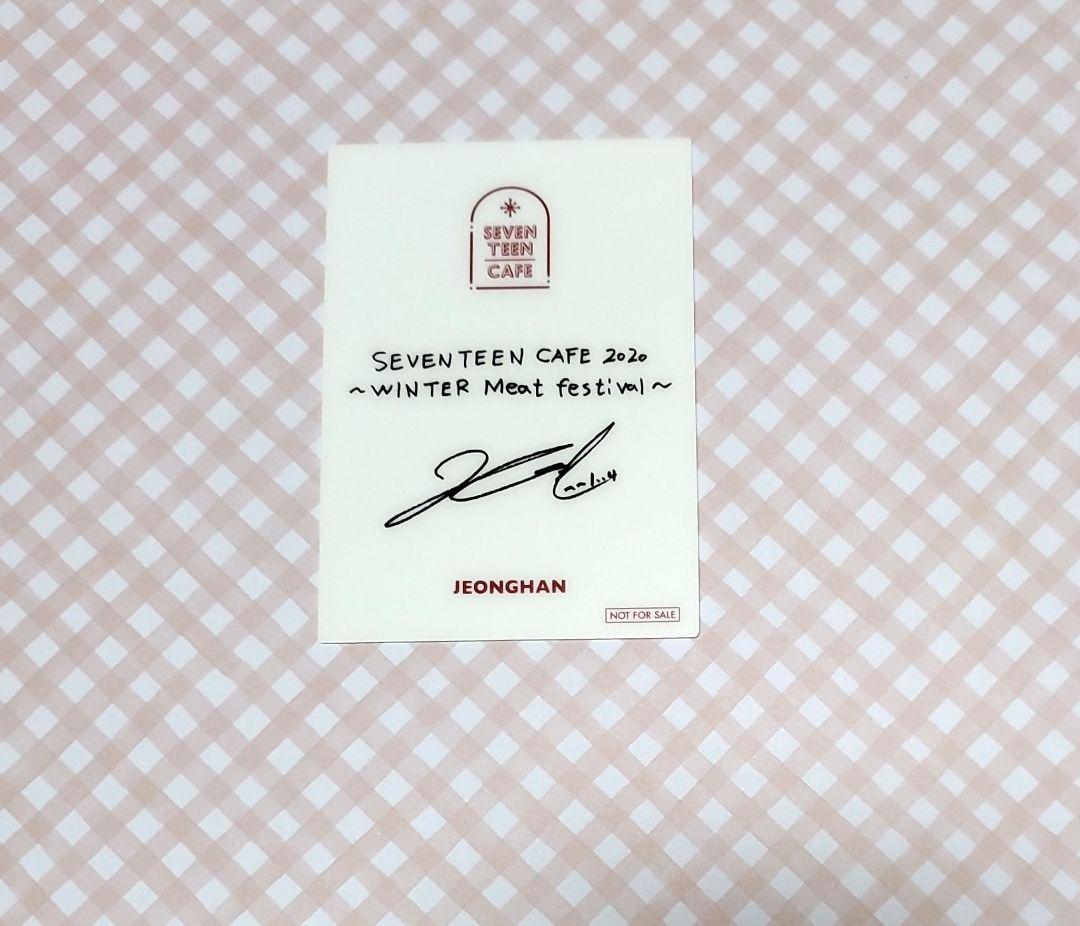 SEVEN
TEEN
CAFE
SEVENTEEN CAFE 2020
~WINTER Meat festival~
JEONGHAN
NOT FOR SALE